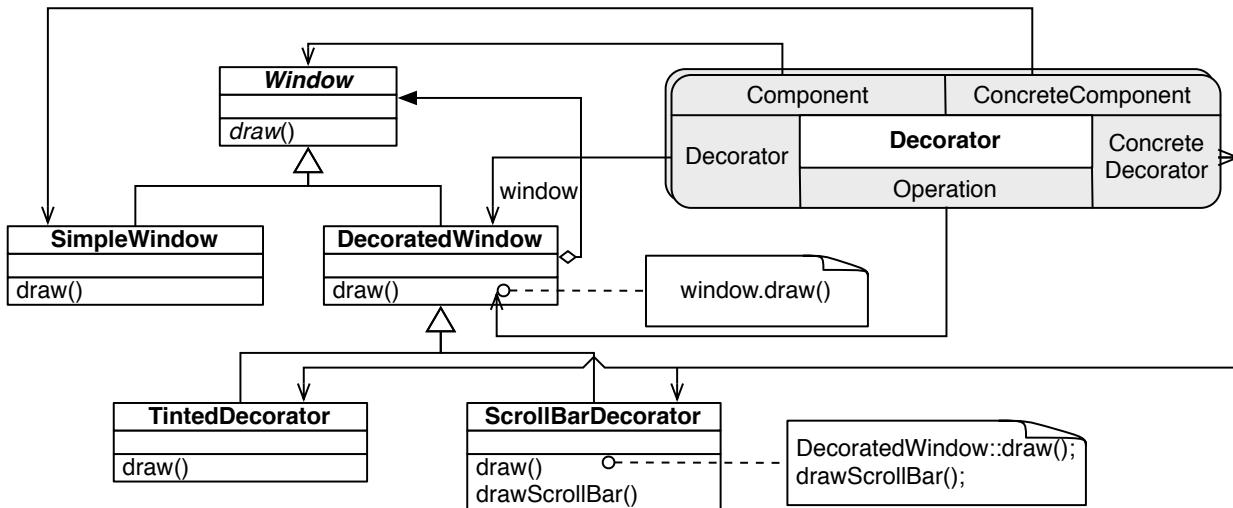 Window
draw()
Component
ConcreteComponent
Decorator
Decorator
Concrete
Decorator
Operation
window
SimpleWindow
draw()
DecoratedWindow
draw()
window.draw()
TintedDecorator
draw()
ScrollBarDecorator
draw()
drawScrollBar()
DecoratedWindow::draw();
drawScrollBar();